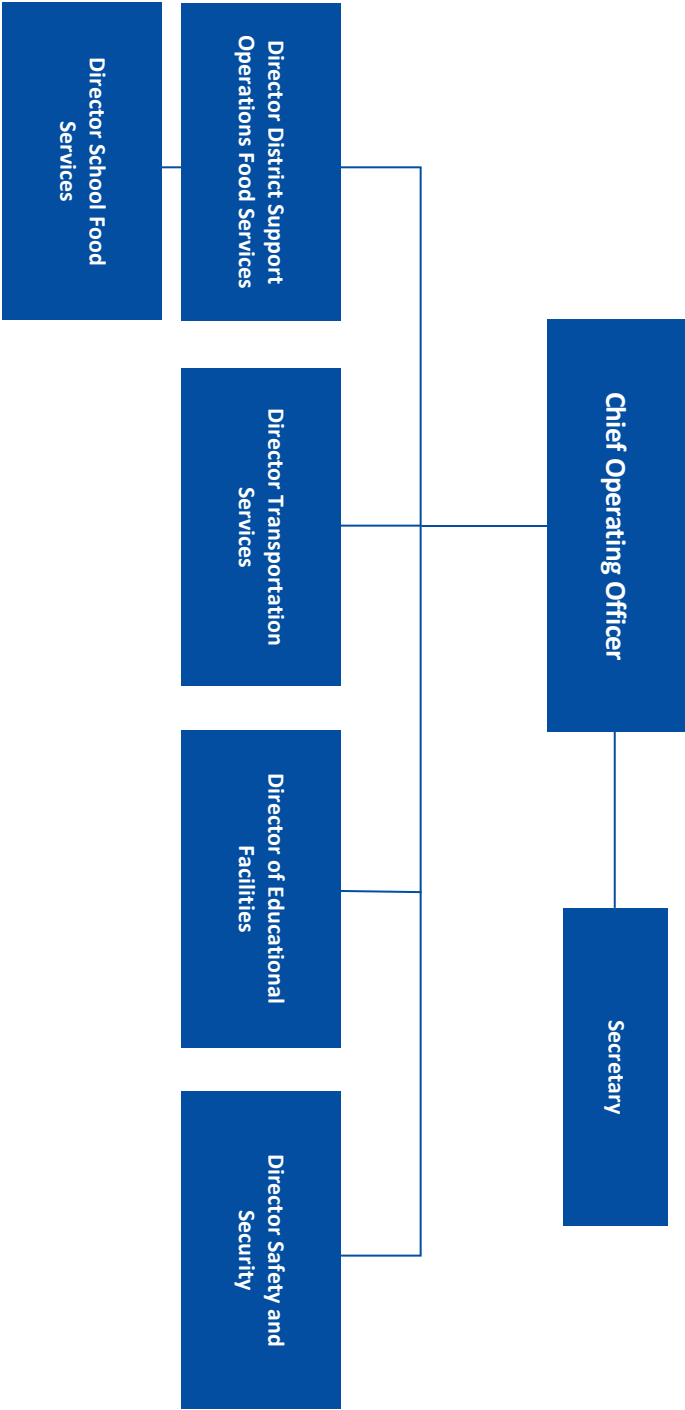 Chief Operating Officer
Secretary
Director District Support
Operations Food Services
Director Transportation
Services
Director of Educational
Facilities
Director Safety and
Security
Director School Food
Services